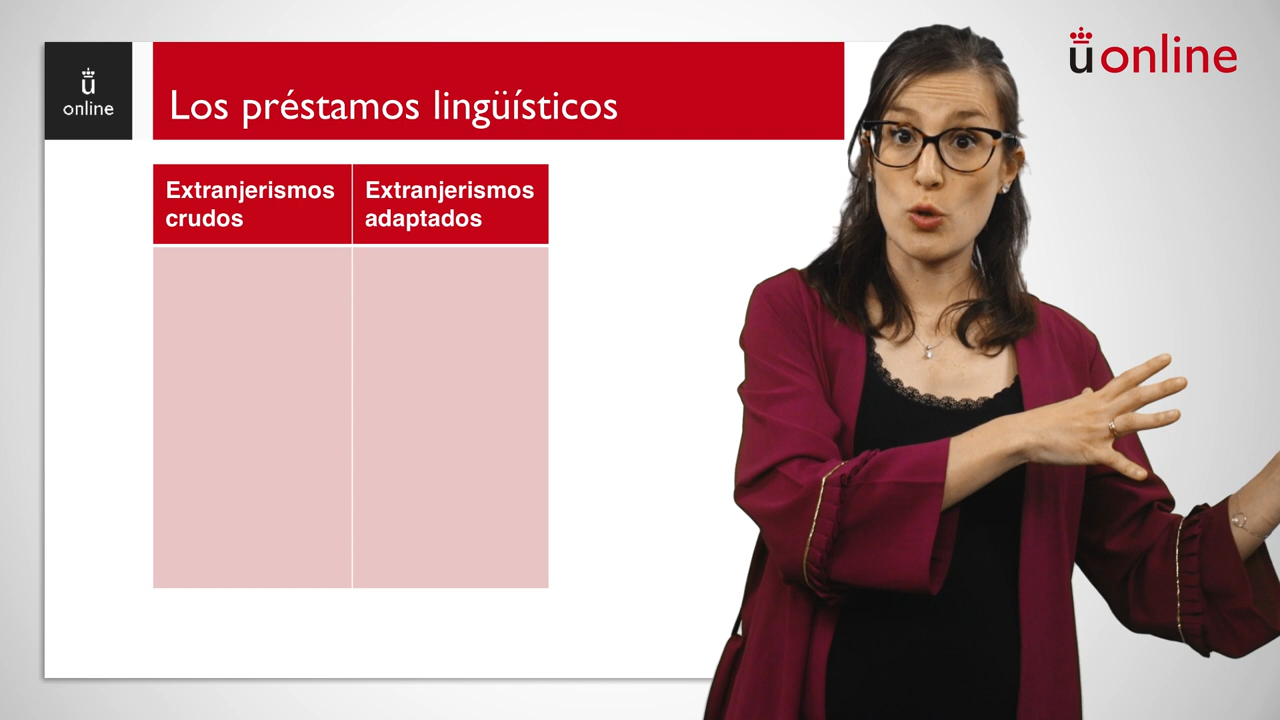 ü online
ü
online
Los préstamos lingüísticos
Extranjerismos
crudos
Extranjerismos
adaptados